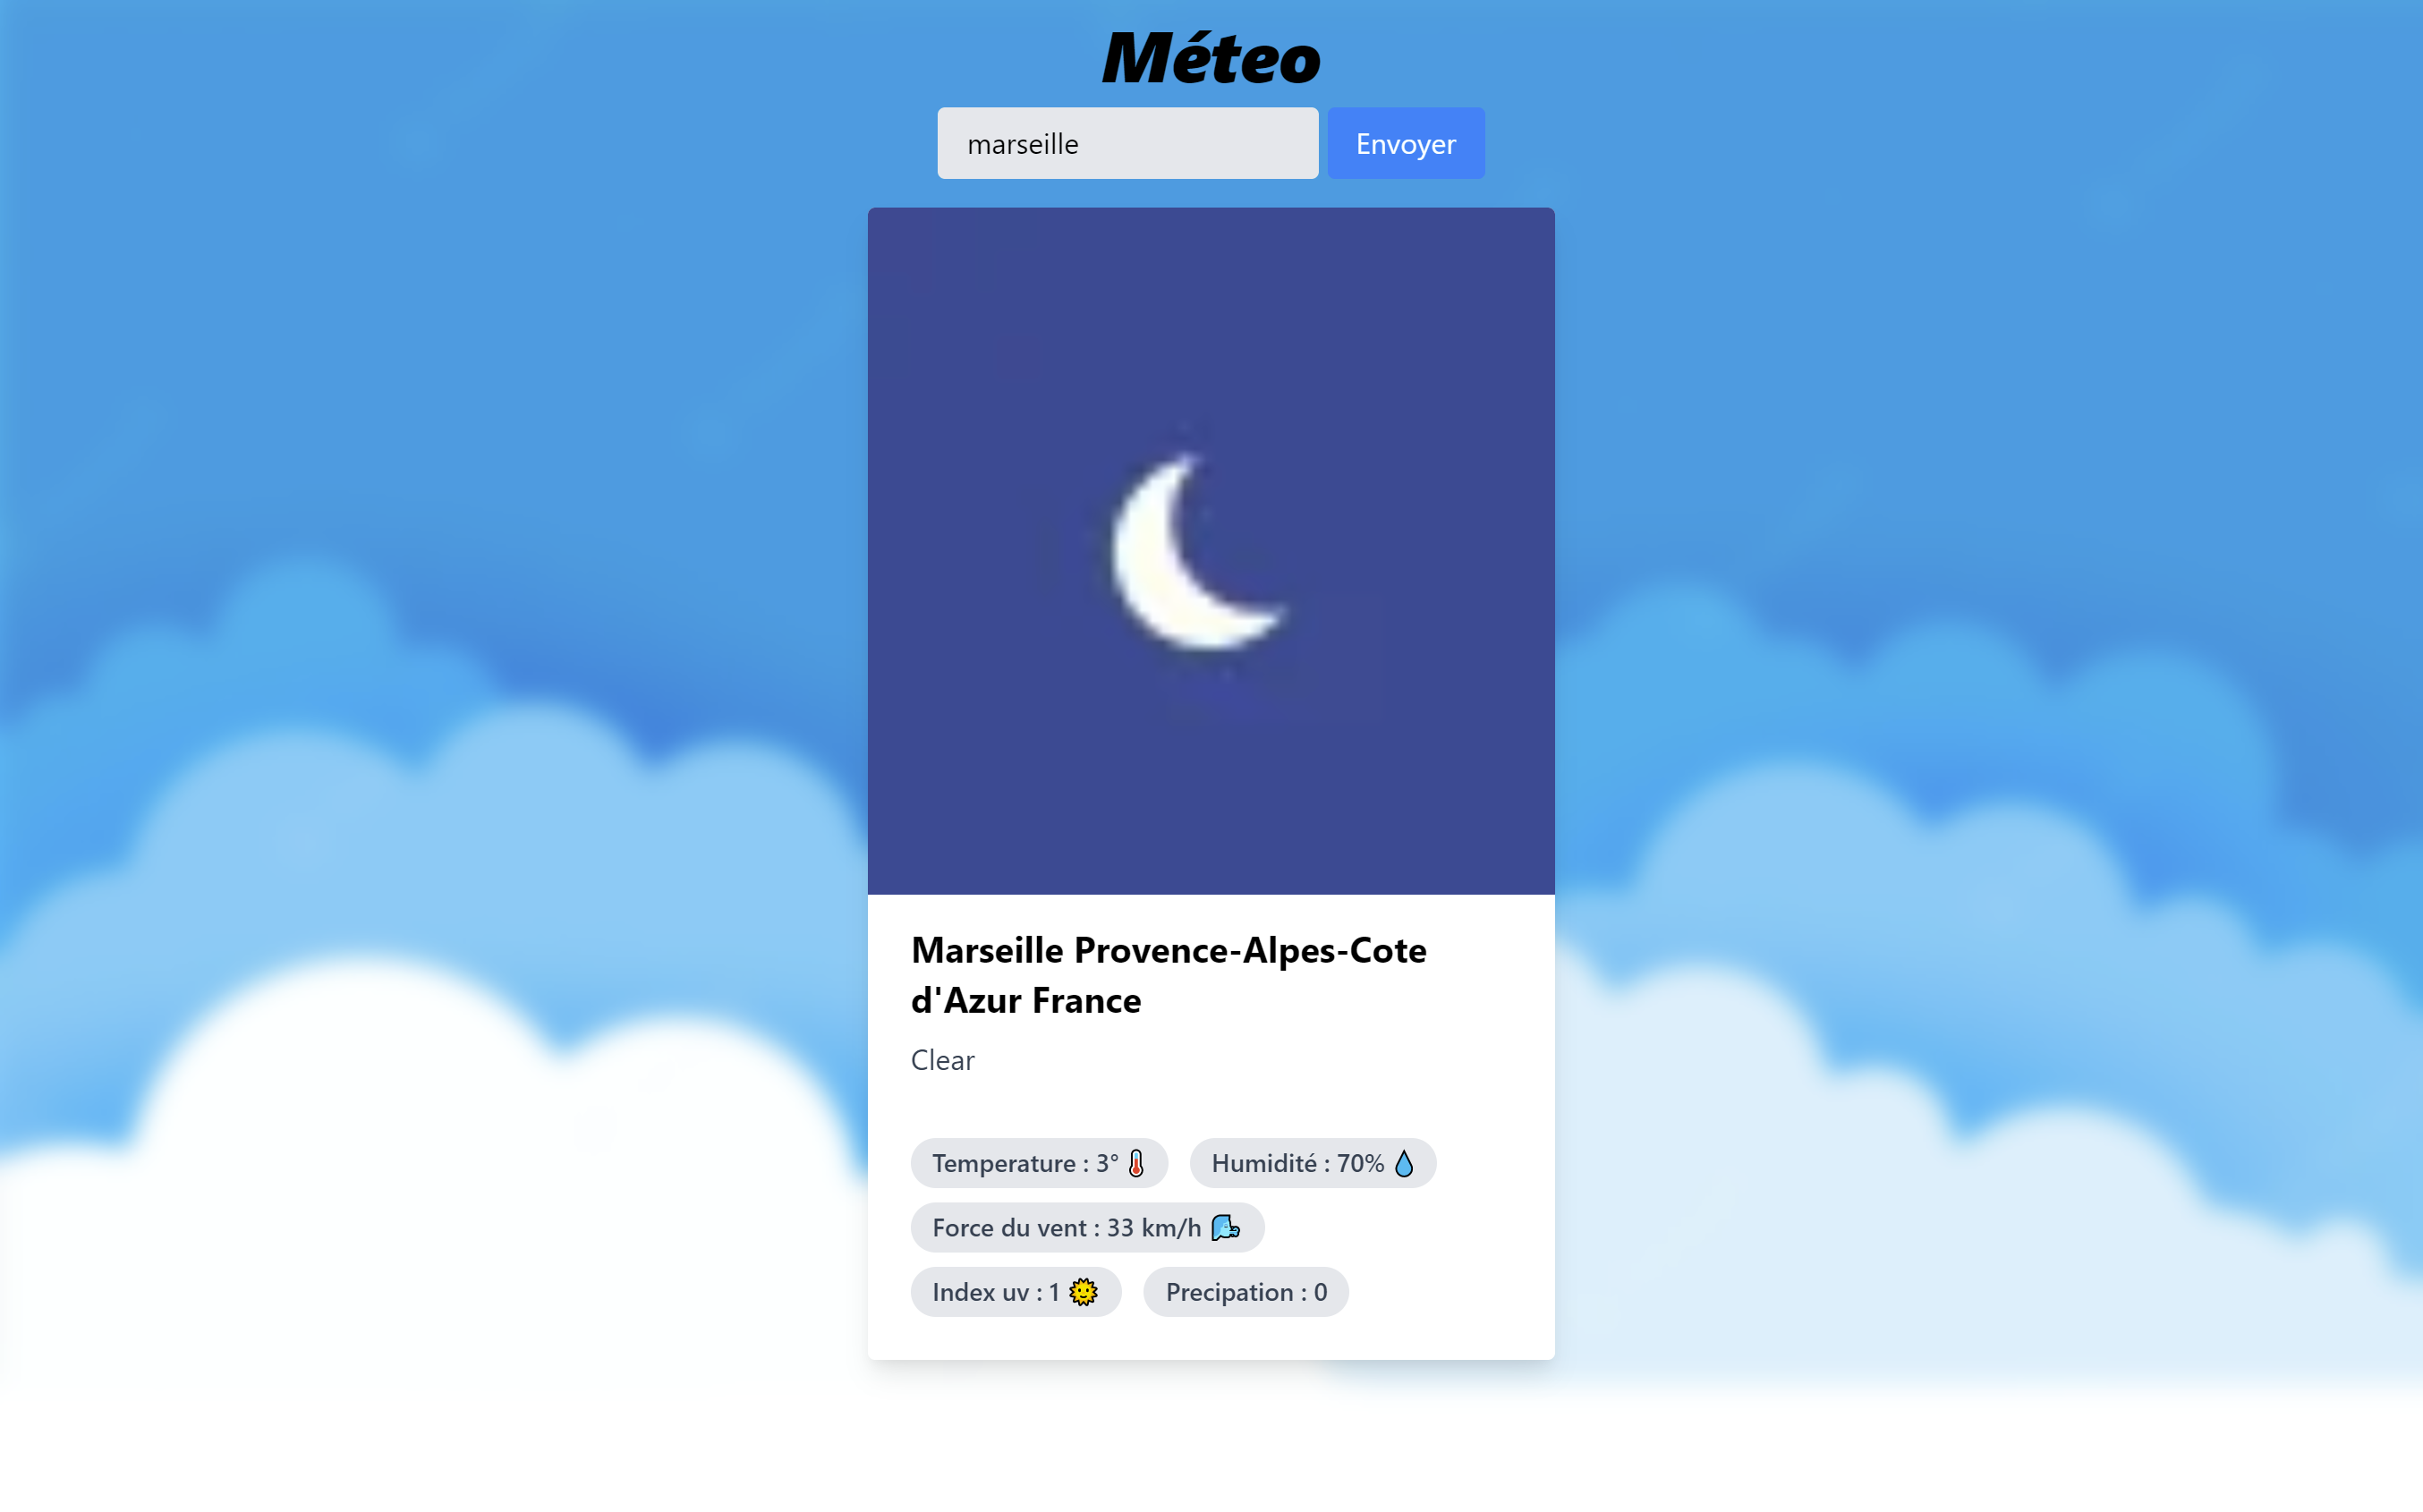 Méteo
marseille
Envoyer
Marseille Provence-Alpes-Cote
d'Azur France
Clear
Temperature : 3°
Humidité : 70%
Force du vent : 33 km/h
Index uv : 1
Precipation : 0